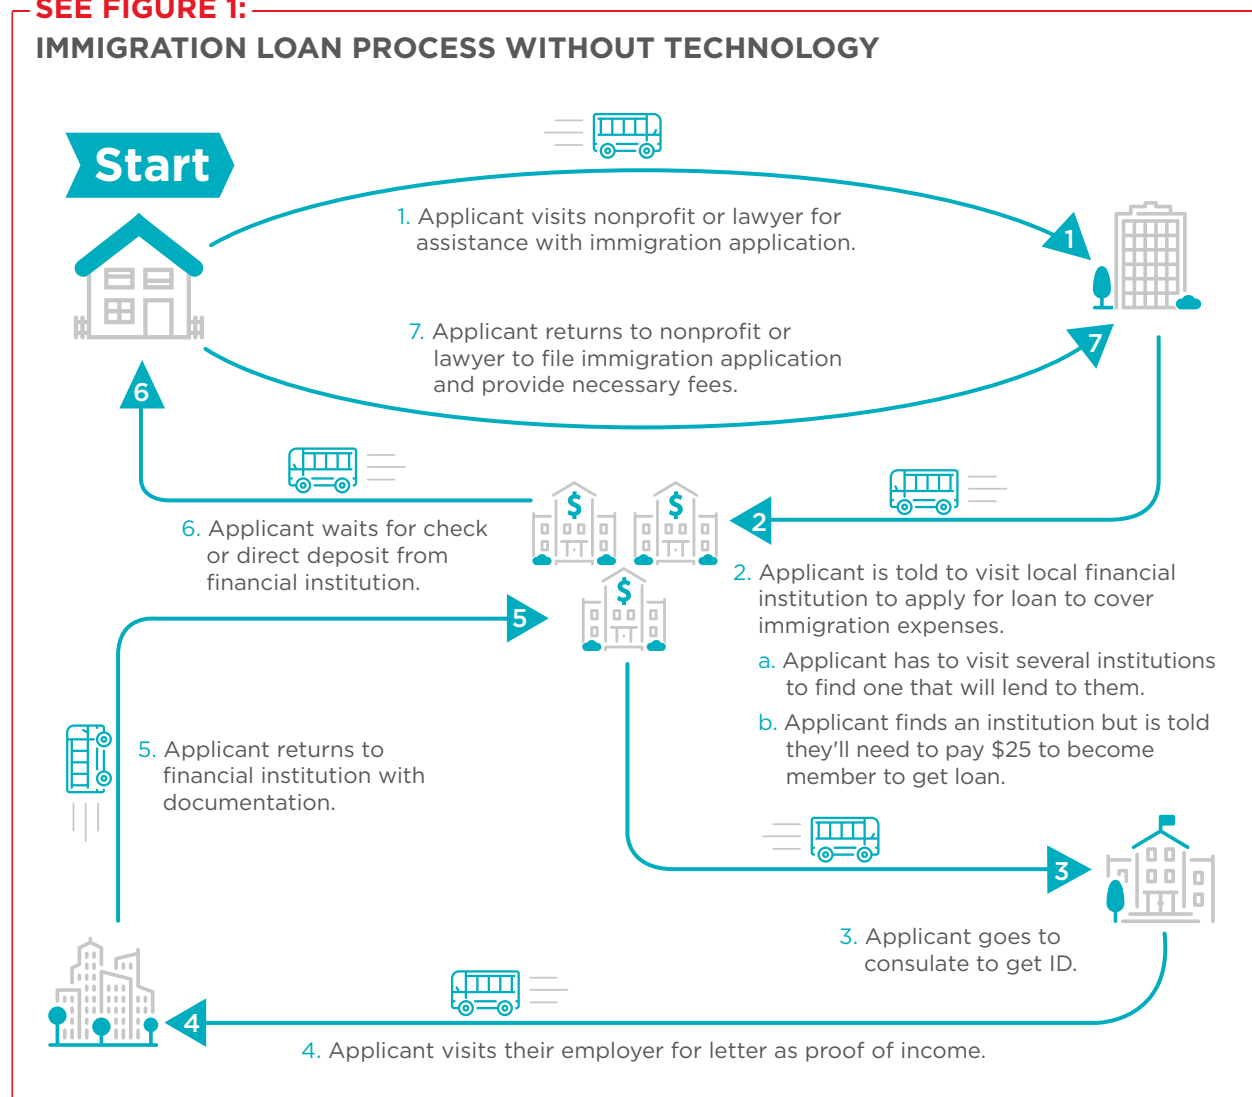 SEE FIGURE 1:
IMMIGRATION LOAN PROCESS WITHOUT TECHNOLOGY
Start
1. Applicant visits nonprofit or lawyer for
assistance with immigration application.
1
7. Applicant returns to nonprofit or
lawyer to file immigration application
and provide necessary fees.
7
6
6. Applicant waits for check
or direct deposit from
financial institution.
$
$
$
2
2. Applicant is told to visit local financial
institution to apply for loan to cover
immigration expenses.
a. Applicant has to visit several institutions
to find one that will lend to them.
b. Applicant finds an institution but is told
they'll need to pay $25 to become
member to get loan.
5
5. Applicant returns to
financial institution with
documentation.
3
3. Applicant goes to
consulate to get ID.
4
4. Applicant visits their employer for letter as proof of income.